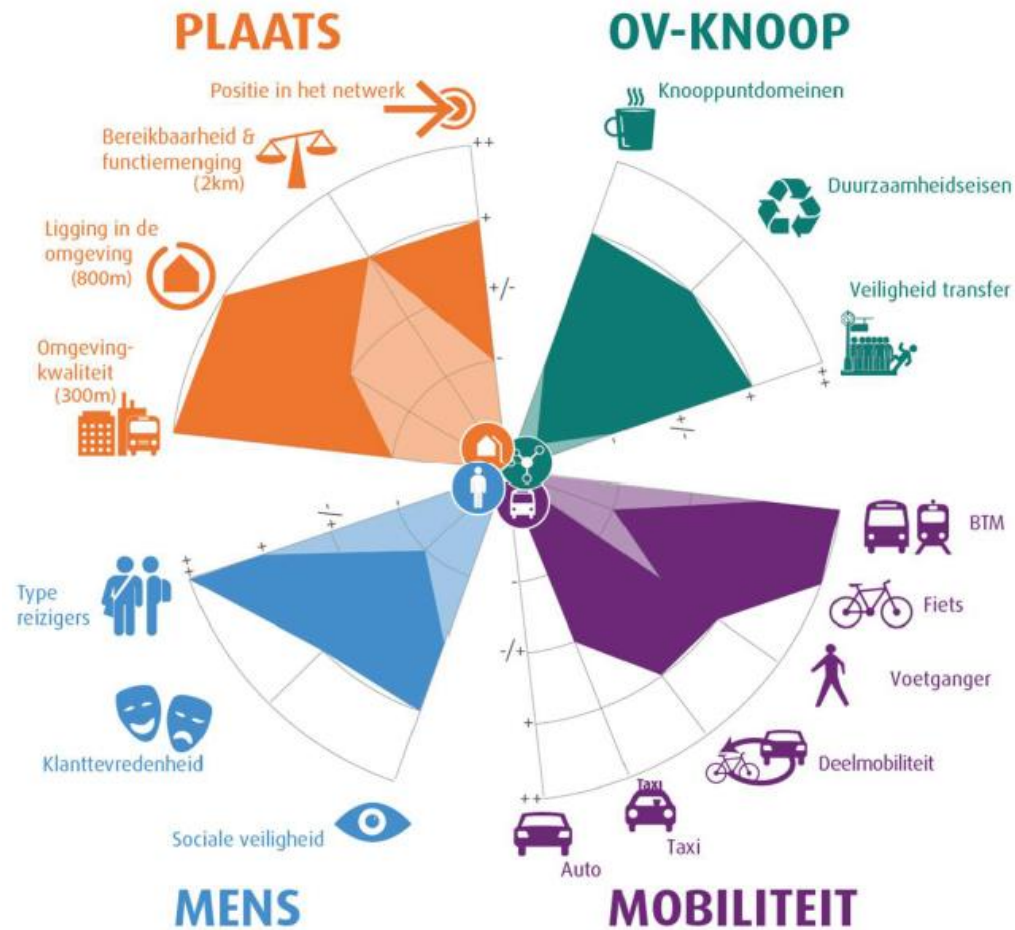 PLAATS
OV-KNOOP
Positie in het netwerk
Knooppuntdomeinen
Bereikbaarheid &
functiemenging
(2km)
++
Duurzaamheidseisen
Ligging in de
omgeving
(800m)
+
+/-
Veiligheid transfer
Omgeving-
kwaliteit
(300m)
-
++
+
+/-
-
-
+/-
+
++
BTM
Type
reizigers
Fiets
-
-/+
+
++
Voetganger
Klanttevredenheid
Deelmobiliteit
Sociale veiligheid
Taxi
Taxi
Auto
MENS
MOBILITEIT